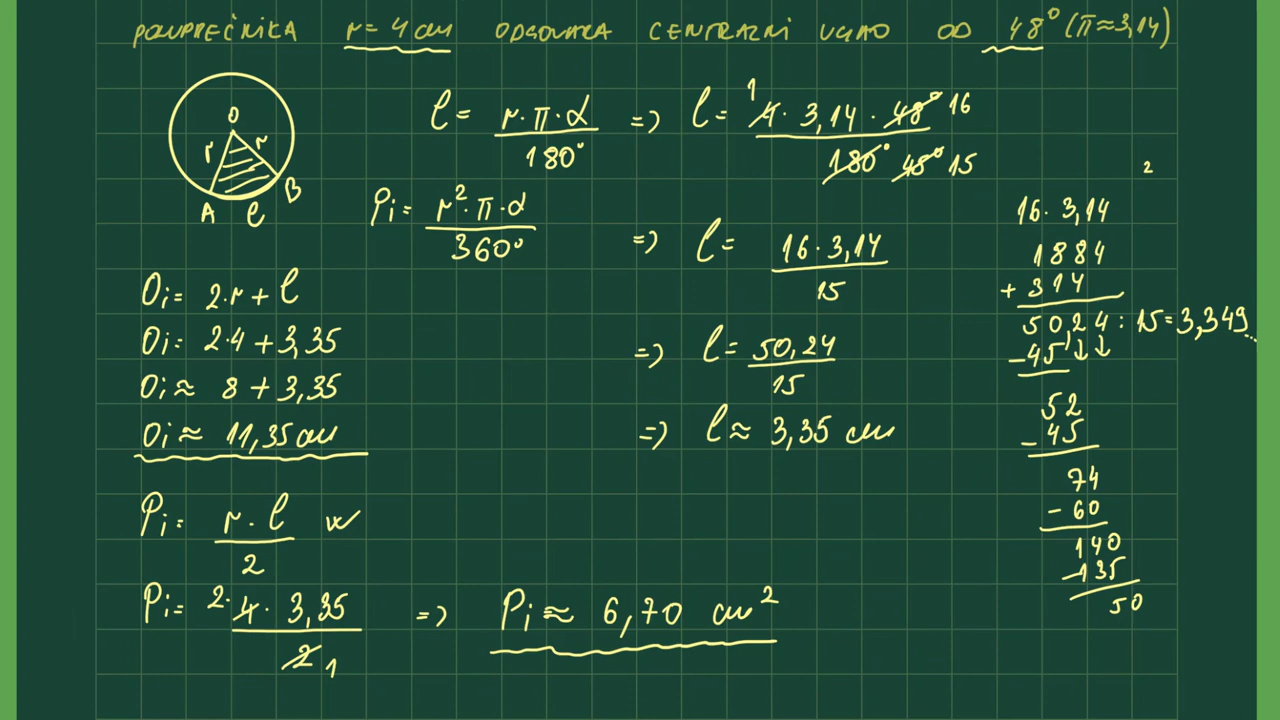 POLUPREČNIKA r = 4 cm ODGOVARA CENTRALNI UGAO OD 48° (π≈3,14)
O
r r
A l B
l = r·π·α / 180° => l = 4¹ · 3,14 · 48° 16 / 180° 45° 15
Pi = r²·π·α / 360°
=> l = 16·3,14 / 15
=> l = 50,24 / 15
=> l ≈ 3,35 cm
2
16 · 3,14
1884
+ 314
50,24 : 15 = 3,349...
-45
52
-45
74
-60
140
-135
50
Oi = 2·r + l
Oi = 2·4 + 3,35
Oi ≈ 8 + 3,35
Oi ≈ 11,35 cm
Pi = r·l / 2
Pi = 2·4·3,35 / 2 1 => Pi ≈ 6,70 cm²